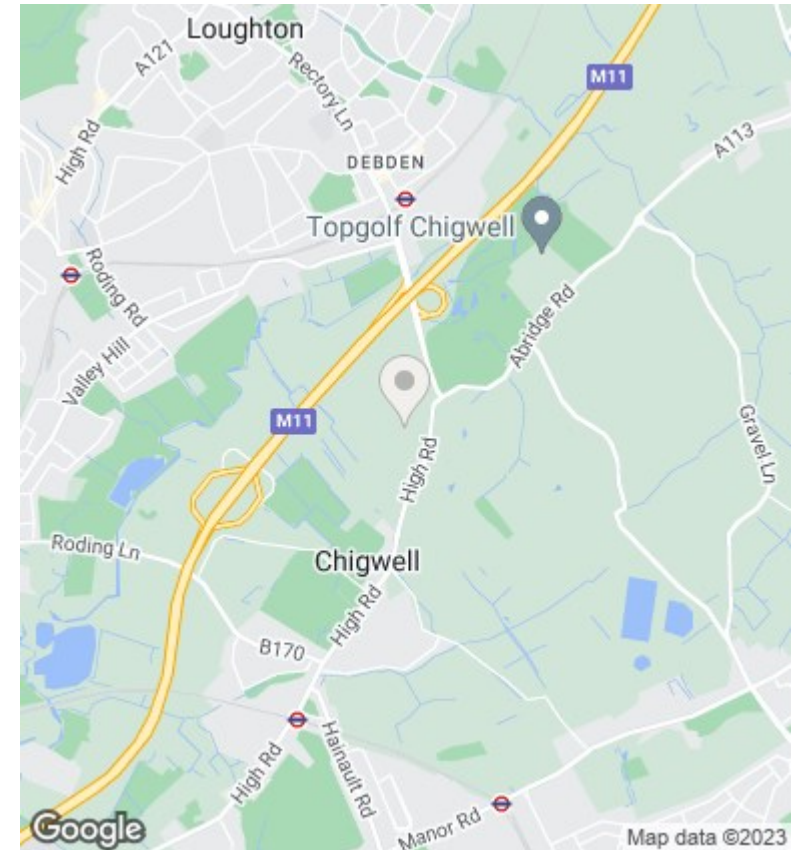 Loughton
A121
Rectory Ln
M11
High Rd
DEBDEN
A113
Topgolf Chigwell
Roding Rd
Abridge Rd
Valley Hill
M11
Gravel Ln
High Rd
Roding Ln
Chigwell
High Rd
B170
Hainault Rd
High Rd
Manor Rd
Google
Map data ©2023